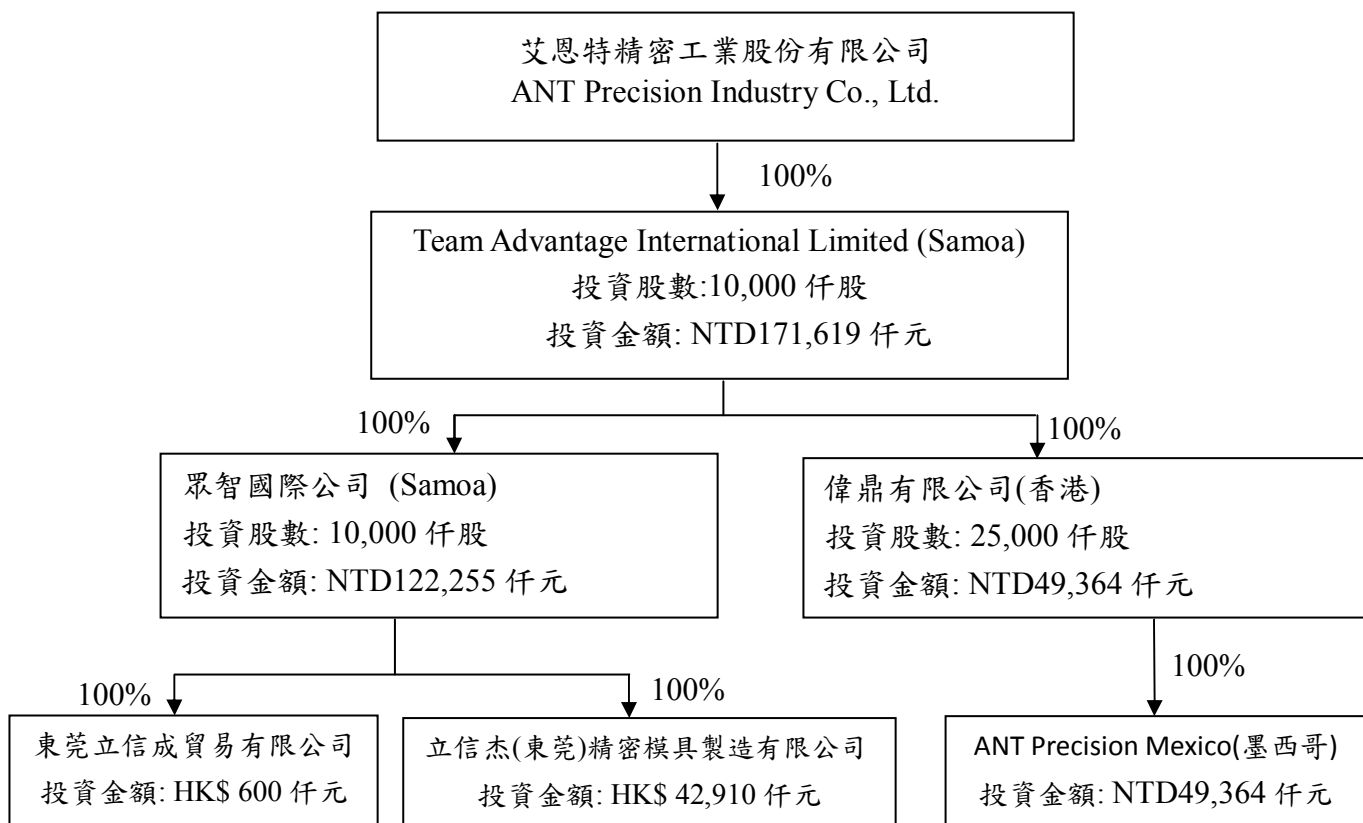 艾恩特精密工業股份有限公司
ANT Precision Industry Co., Ltd.
100%
Team Advantage International Limited (Samoa)
投資股數:10,000 仟股
投資金額: NTD171,619 仟元
100%
100%
眾智國際公司 (Samoa)
投資股數: 10,000 仟股
投資金額: NTD122,255 仟元
偉鼎有限公司(香港)
投資股數: 25,000 仟股
投資金額: NTD49,364 仟元
100%
100%
100%
東莞立信成貿易有限公司
投資金額: HK$ 600 仟元
立信杰(東莞)精密模具製造有限公司
投資金額: HK$ 42,910 仟元
ANT Precision Mexico(墨西哥)
投資金額: NTD49,364 仟元